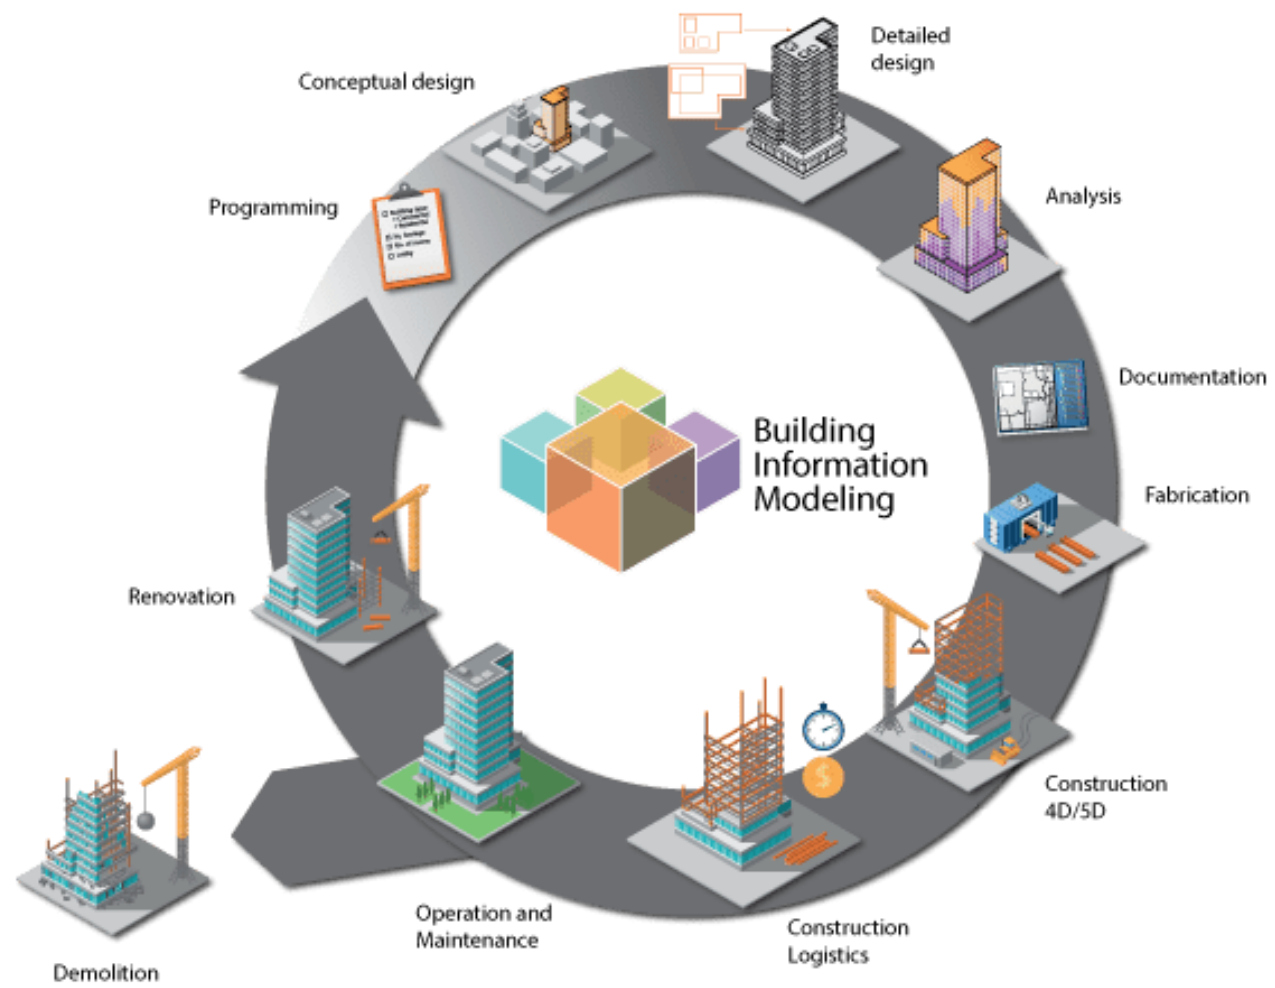 Detailed
design
Conceptual design
Analysis
Programming
Documentation
Building
Information
Modeling
Fabrication
Renovation
Construction
4D/5D
Operation and
Maintenance
Construction
Logistics
$
Demolition